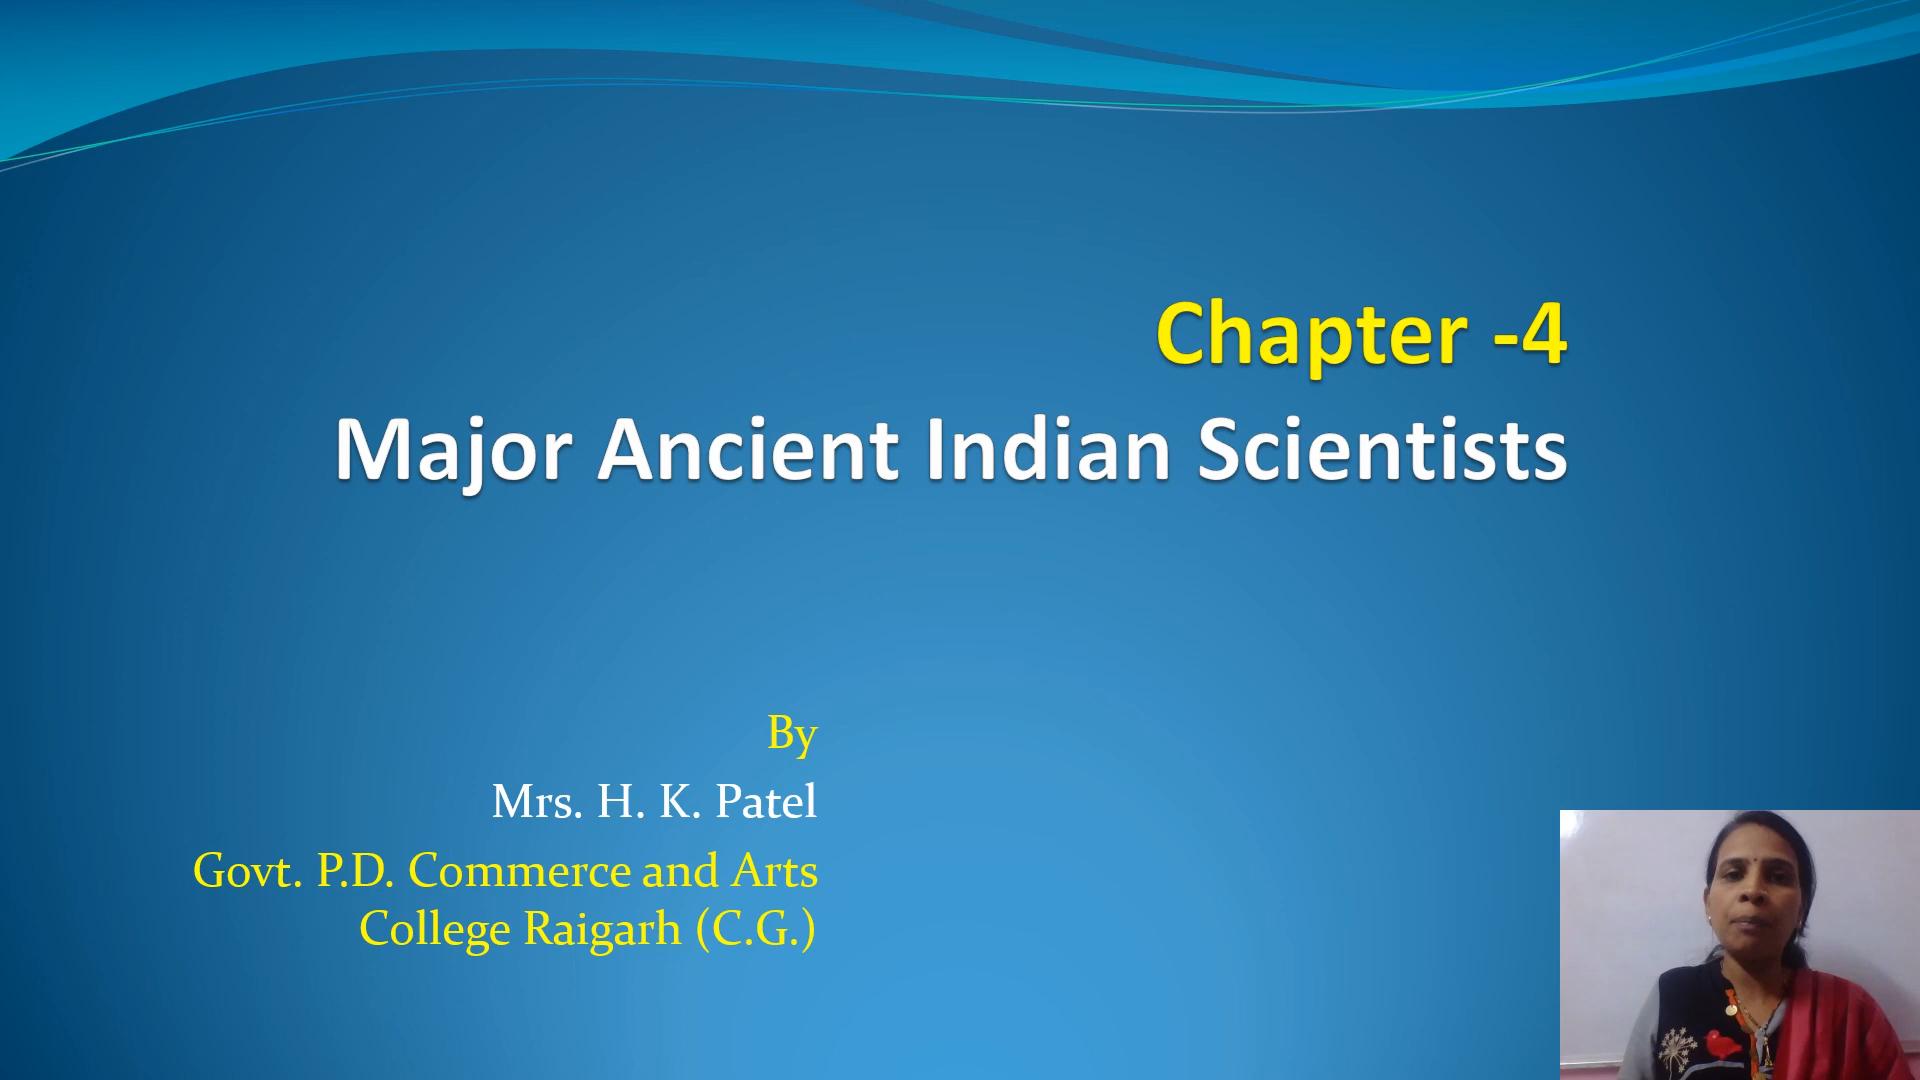 Chapter -4
Major Ancient Indian Scientists
By
Mrs. H. K. Patel
Govt. P.D. Commerce and Arts
College Raigarh (C.G.)